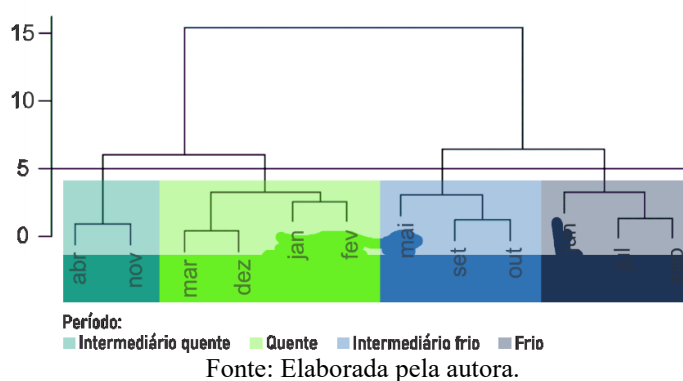 15
10
5
0
abr nov mar dez jan fev mai set out
Período:
Intermediário quente Quente Intermediário frio Frio
Fonte: Elaborada pela autora.